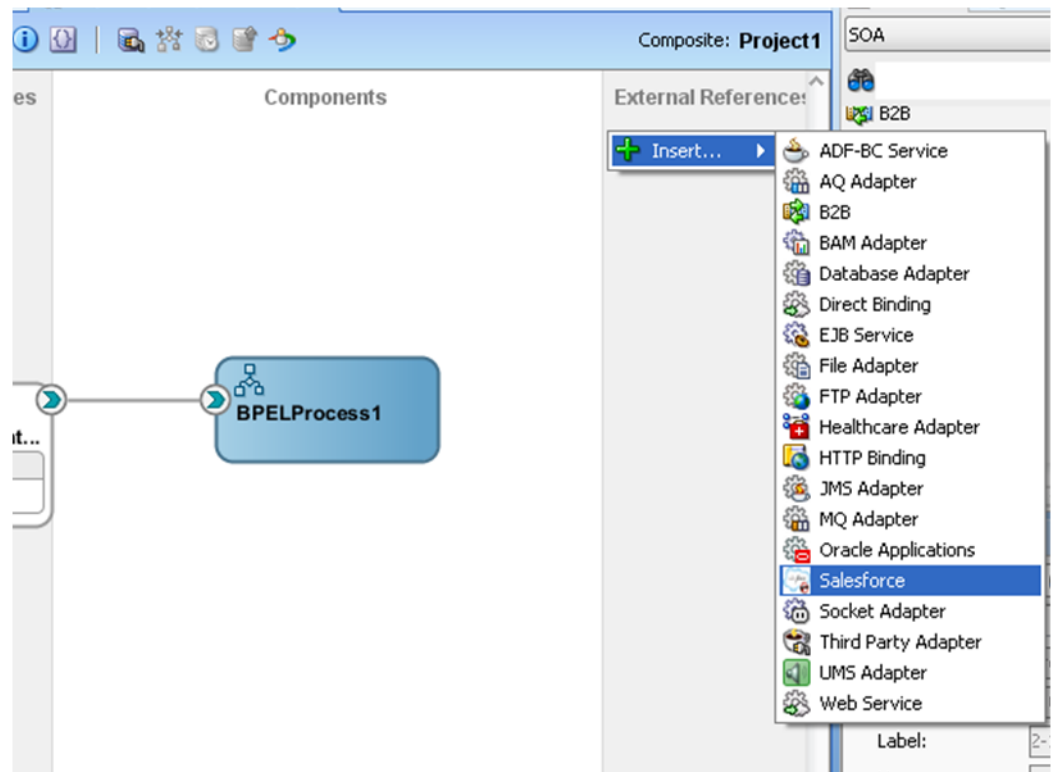 Composite: Project1
SOA
es
Components
External References
B2B
Insert...
ADF-BC Service
AQ Adapter
B2B
BAM Adapter
Database Adapter
Direct Binding
EJB Service
File Adapter
FTP Adapter
Healthcare Adapter
HTTP Binding
JMS Adapter
MQ Adapter
Oracle Applications
Salesforce
Socket Adapter
Third Party Adapter
UMS Adapter
Web Service
BPELProcess1
nt...
Label:
2-